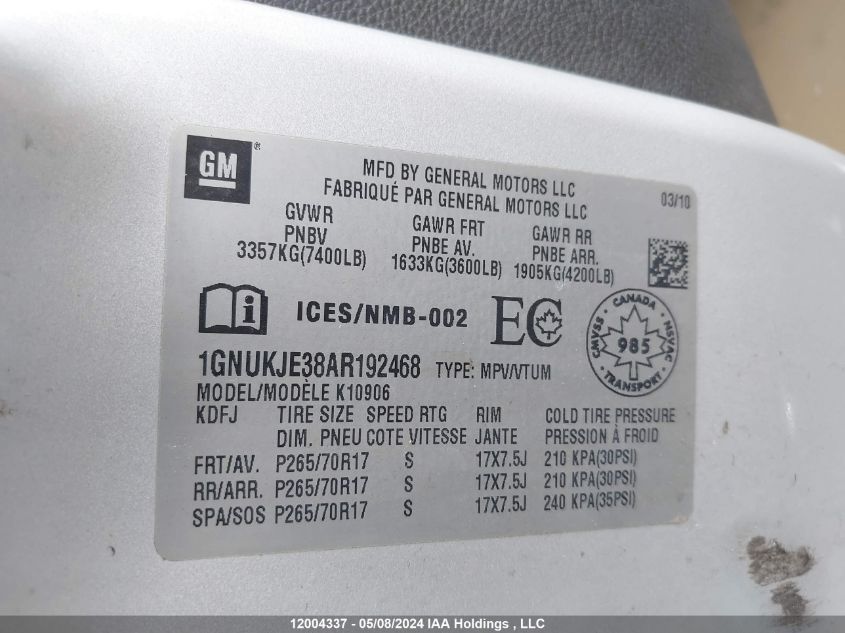 GM ®
MFD BY GENERAL MOTORS LLC
FABRIQUÉ PAR GENERAL MOTORS LLC
03/10
GVWR GAWR FRT GAWR RR
PNBV PNBE AV. PNBE ARR.
3357KG(7400LB) 1633KG(3600LB) 1905KG(4200LB)
i ICES/NMB-002 EC
CANADA
CMVSS 985 NSVAC
TRANSPORT
1GNUKJE38AR192468 TYPE: MPV/VTUM
MODEL/MODÈLE K10906
KDFJ TIRE SIZE SPEED RTG RIM COLD TIRE PRESSURE
DIM. PNEU COTE VITESSE JANTE PRESSION À FROID
FRT/AV. P265/70R17 S 17X7.5J 210 KPA(30PSI)
RR/ARR. P265/70R17 S 17X7.5J 210 KPA(30PSI)
SPA/SOS P265/70R17 S 17X7.5J 240 KPA(35PSI)
12004337 - 05/08/2024 IAA Holdings , LLC